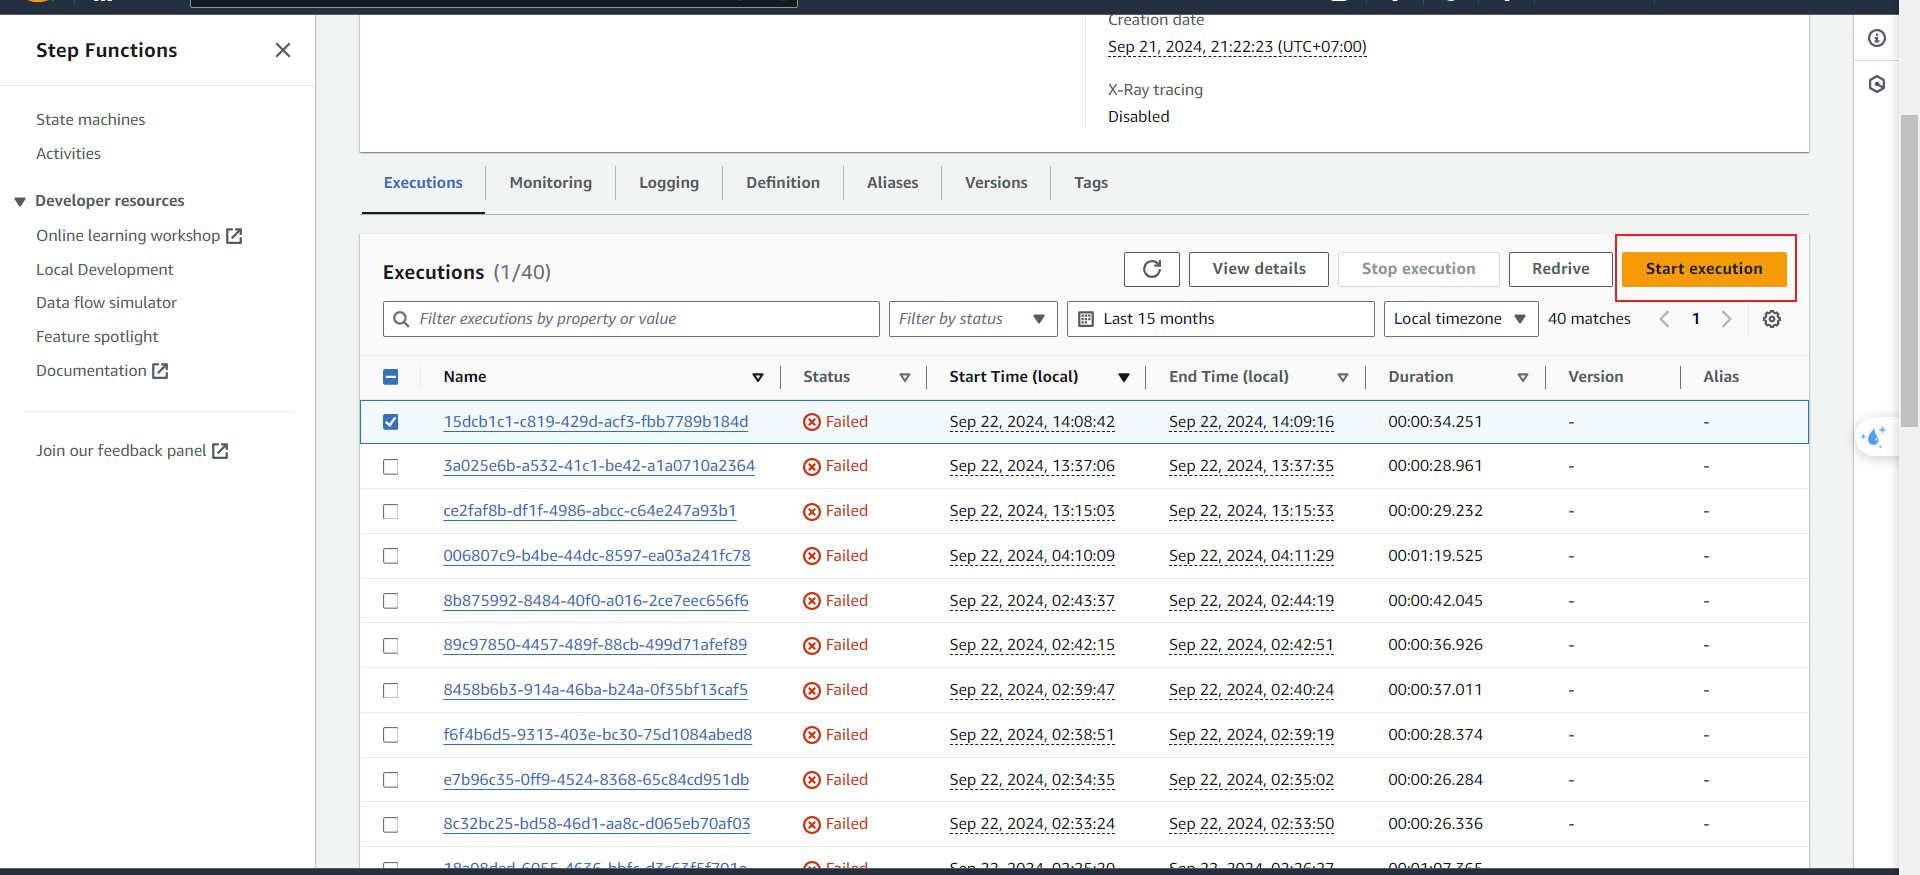 Step Functions
State machines
Activities
Developer resources
Online learning workshop
Local Development
Data flow simulator
Feature spotlight
Documentation
Join our feedback panel
Creation date
Sep 21, 2024, 21:22:23 (UTC+07:00)
X-Ray tracing
Disabled
Executions Monitoring Logging Definition Aliases Versions Tags
Executions (1/40) View details Stop execution Redrive Start execution
Filter executions by property or value Filter by status Last 15 months Local timezone 40 matches 1
Name Status Start Time (local) End Time (local) Duration Version Alias
15dcb1c1-c819-429d-acf3-fbb7789b184d Failed Sep 22, 2024, 14:08:42 Sep 22, 2024, 14:09:16 00:00:34.251 - -
3a025e6b-a532-41c1-be42-a1a0710a2364 Failed Sep 22, 2024, 13:37:06 Sep 22, 2024, 13:37:35 00:00:28.961 - -
ce2faf8b-df1f-4986-abcc-c64e247a93b1 Failed Sep 22, 2024, 13:15:03 Sep 22, 2024, 13:15:33 00:00:29.232 - -
006807c9-b4be-44dc-8597-ea03a241fc78 Failed Sep 22, 2024, 04:10:09 Sep 22, 2024, 04:11:29 00:01:19.525 - -
8b875992-8484-40f0-a016-2ce7eec656f6 Failed Sep 22, 2024, 02:43:37 Sep 22, 2024, 02:44:19 00:00:42.045 - -
89c97850-4457-489f-88cb-499d71afef89 Failed Sep 22, 2024, 02:42:15 Sep 22, 2024, 02:42:51 00:00:36.926 - -
8458b6b3-914a-46ba-b24a-0f35bf13caf5 Failed Sep 22, 2024, 02:39:47 Sep 22, 2024, 02:40:24 00:00:37.011 - -
f6f4b6d5-9313-403e-bc30-75d1084abed8 Failed Sep 22, 2024, 02:38:51 Sep 22, 2024, 02:39:19 00:00:28.374 - -
e7b96c35-0ff9-4524-8368-65c84cd951db Failed Sep 22, 2024, 02:34:35 Sep 22, 2024, 02:35:02 00:00:26.284 - -
8c32bc25-bd58-46d1-aa8c-d065eb70af03 Failed Sep 22, 2024, 02:33:24 Sep 22, 2024, 02:33:50 00:00:26.336 - -